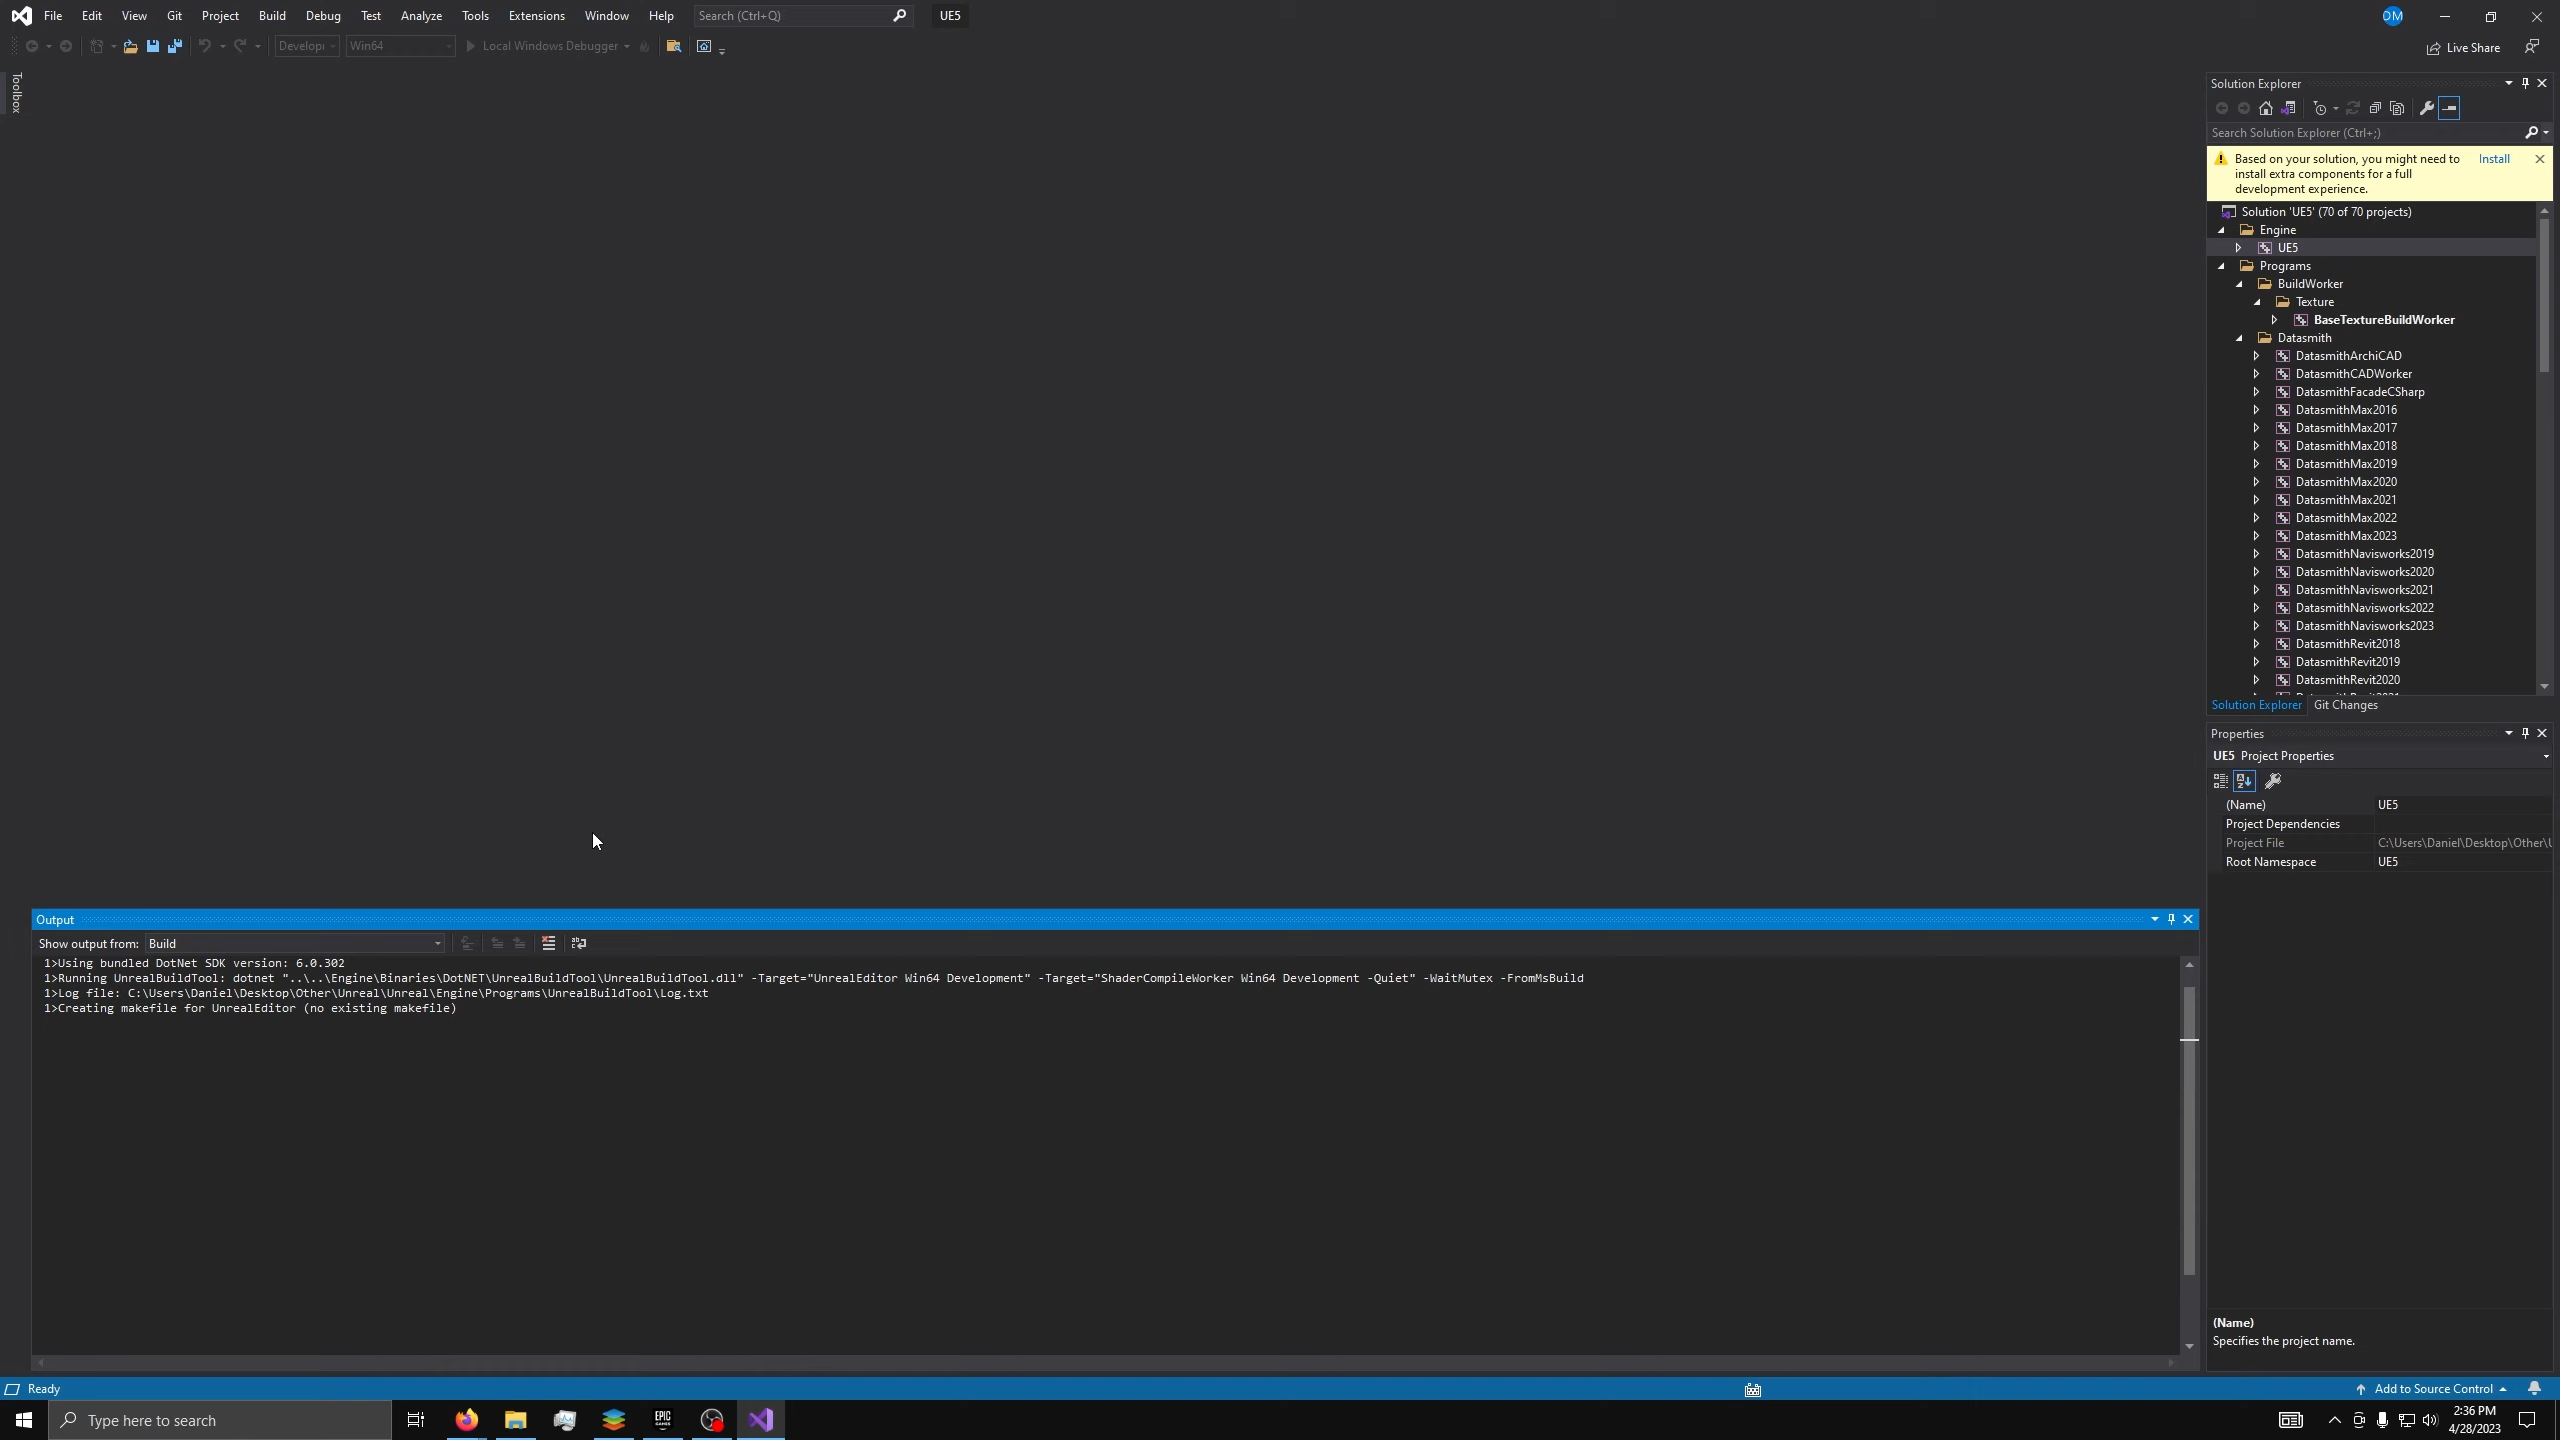 File Edit View Git Project Build Debug Test Analyze Tools Extensions Window Help Search (Ctrl+Q) UE5 DM
Win64 Local Windows Debugger Live Share
Toolbox
Solution Explorer
Search Solution Explorer (Ctrl+;)
Based on your solution, you might need to Install
install extra components for a full
development experience.
Solution 'UE5' (70 of 70 projects)
Engine
UE5
Programs
BuildWorker
Texture
BaseTextureBuildWorker
Datasmith
DatasmithArchiCAD
DatasmithCADWorker
DatasmithFacadeCSharp
DatasmithMax2016
DatasmithMax2017
DatasmithMax2018
DatasmithMax2019
DatasmithMax2020
DatasmithMax2021
DatasmithMax2022
DatasmithMax2023
DatasmithNavisworks2019
DatasmithNavisworks2020
DatasmithNavisworks2021
DatasmithNavisworks2022
DatasmithNavisworks2023
DatasmithRevit2018
DatasmithRevit2019
DatasmithRevit2020
Solution Explorer Git Changes
Properties
UE5 Project Properties
(Name) UE5
Project Dependencies
Project File C:\Users\Daniel\Desktop\Other\
Root Namespace UE5
(Name)
Specifies the project name.
Output
Show output from: Build
1>Using bundled DotNet SDK version: 6.0.302
1>Running UnrealBuildTool: dotnet "..\..\Engine\Binaries\DotNET\UnrealBuildTool\UnrealBuildTool.dll" -Target="UnrealEditor Win64 Development" -Target="ShaderCompileWorker Win64 Development -Quiet" -WaitMutex -FromMsBuild
1>Log file: C:\Users\Daniel\Desktop\Other\Unreal\Unreal\Engine\Programs\UnrealBuildTool\Log.txt
1>Creating makefile for UnrealEditor (no existing makefile)
Ready Add to Source Control
Type here to search EPIC GAMES 2:36 PM
4/28/2023